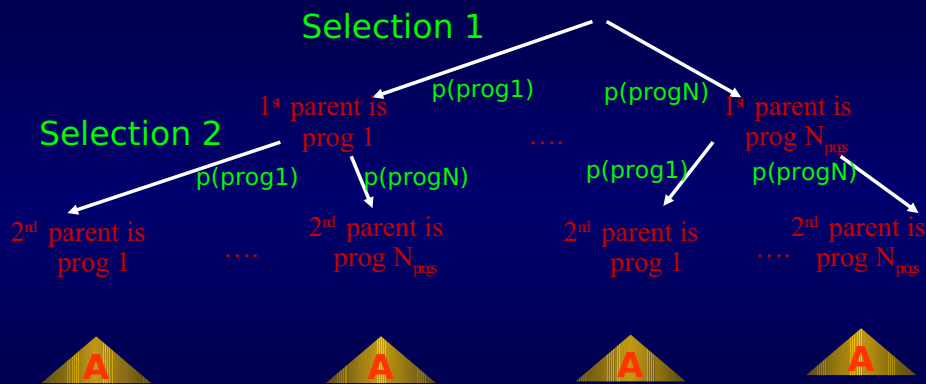 Selection 1
p(prog1)
p(progN)
1st parent is
prog 1
....
1st parent is
prog Nprogs
Selection 2
p(prog1)
p(progN)
p(prog1)
p(progN)
2nd parent is
prog 1
....
2nd parent is
prog Nprogs
2nd parent is
prog 1
....
2nd parent is
prog Nprogs
A
A
A
A